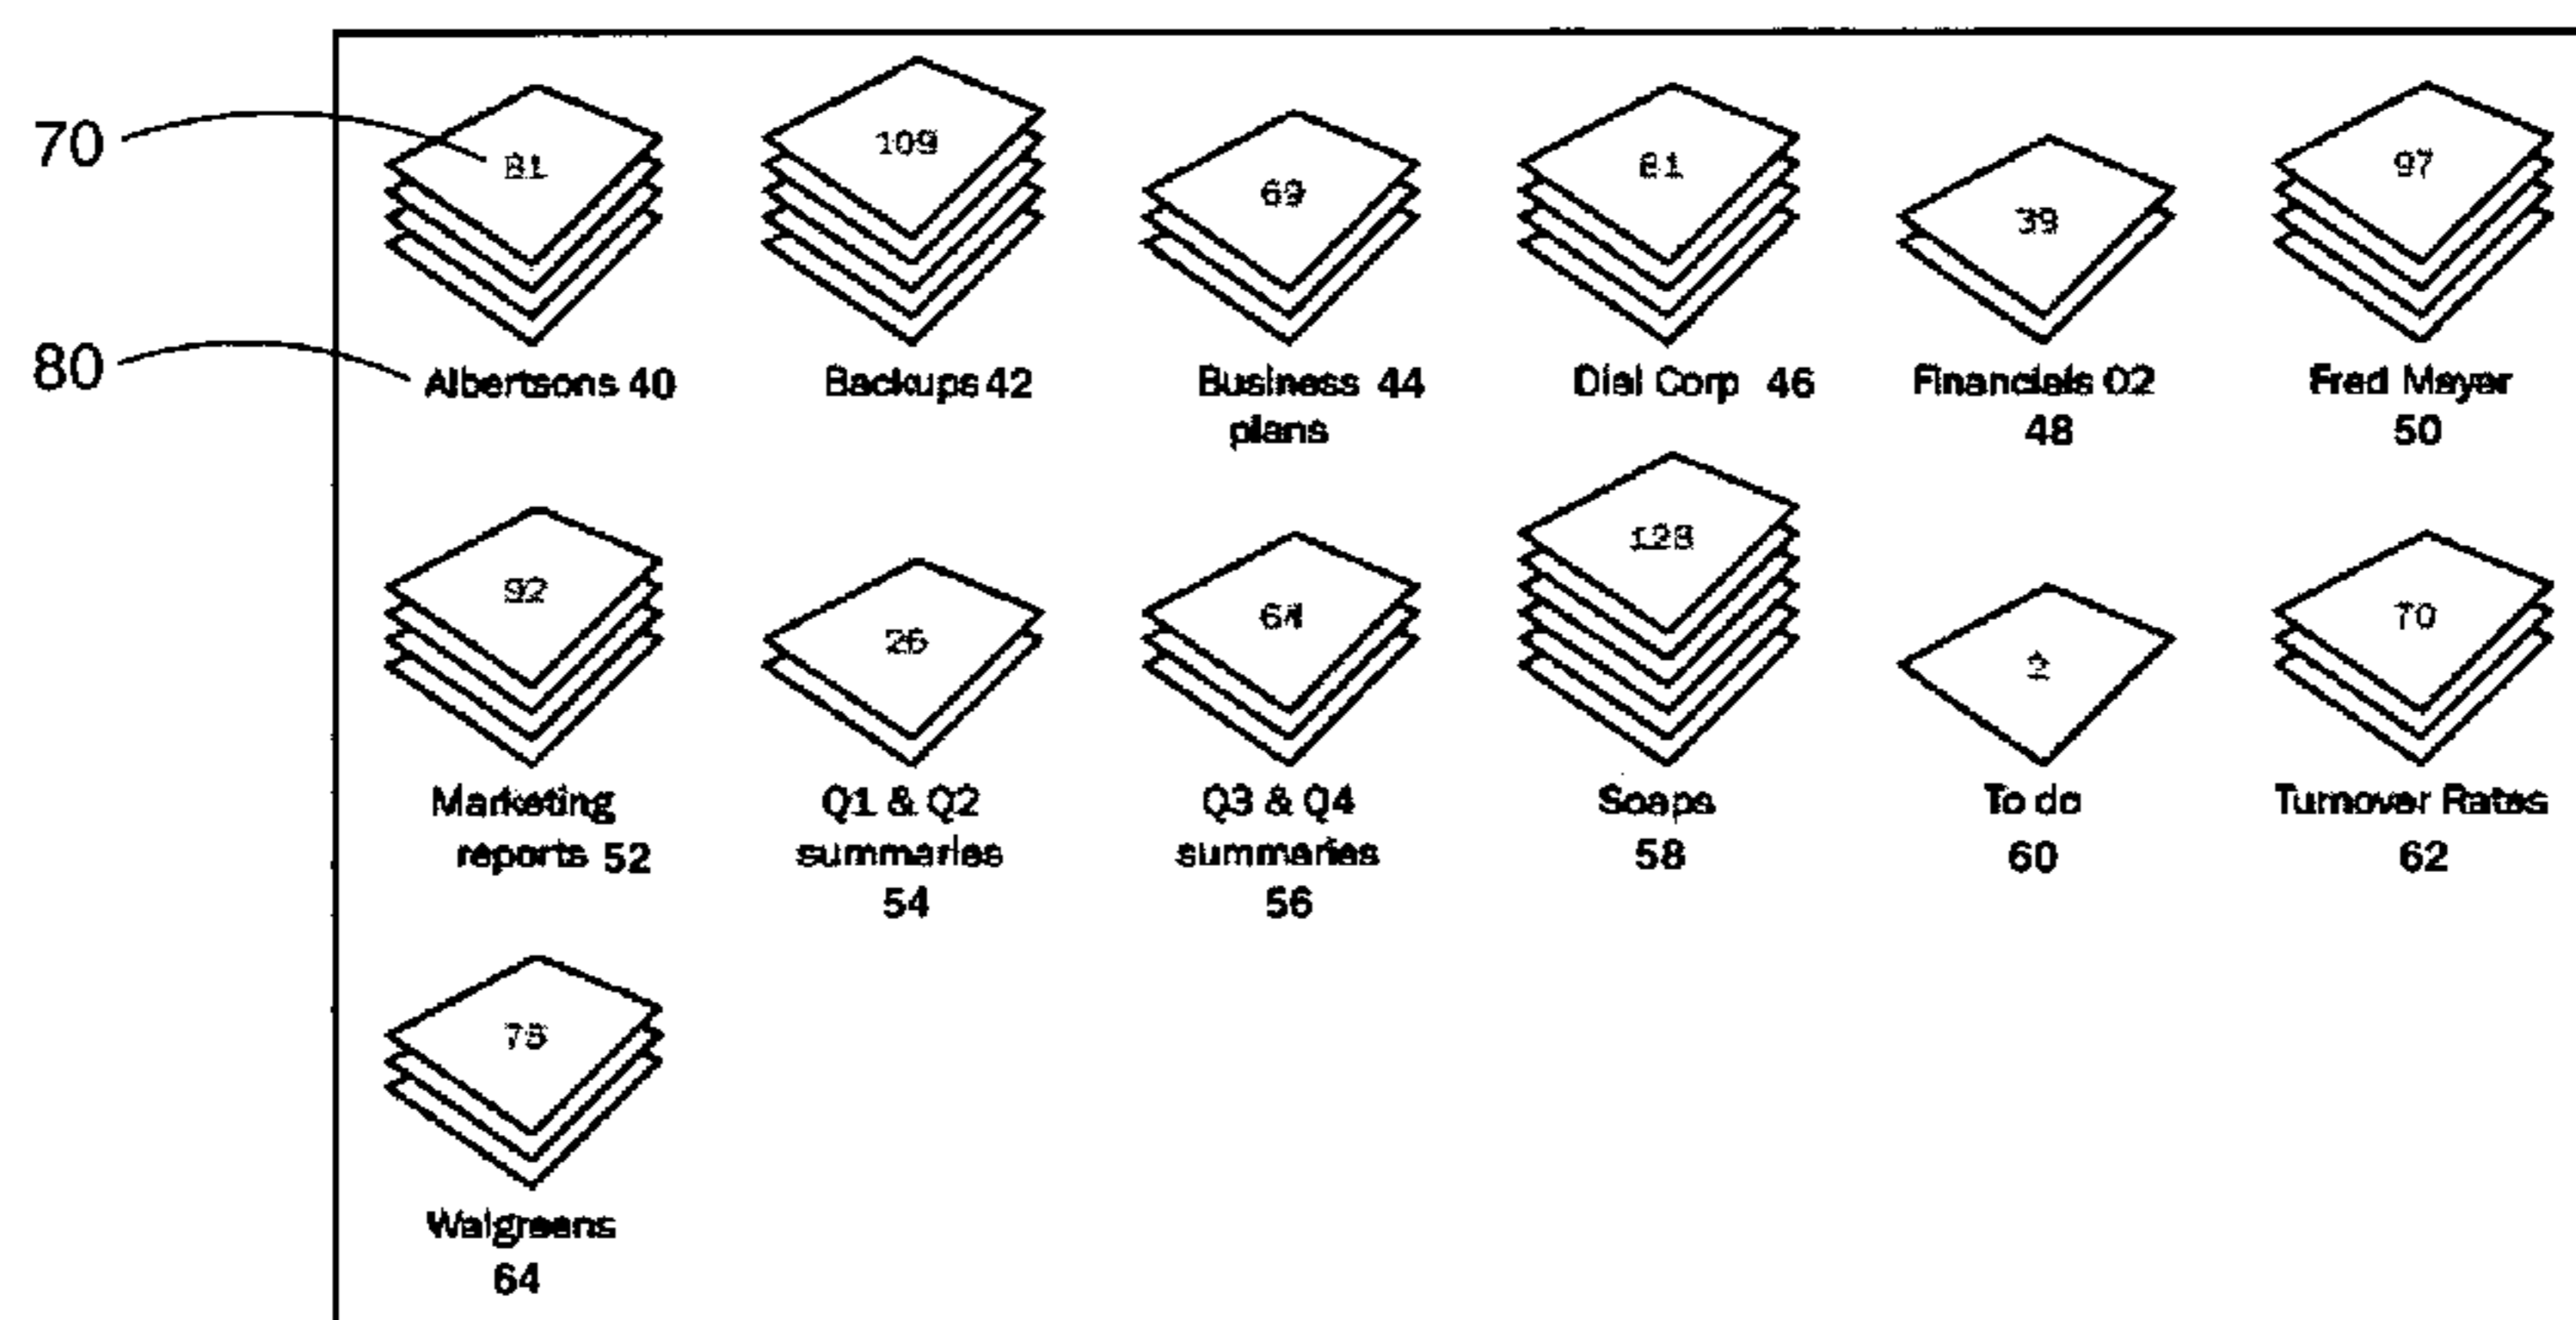 70
81
109
69
81
39
97
80
Albertsons 40
Backups 42
Business 44
plans
Dial Corp 46
Financials 02
48
Fred Meyer
50
92
26
64
128
2
70
Marketing
reports 52
Q1 & Q2
summaries
54
Q3 & Q4
summaries
56
Soaps
58
To do
60
Turnover Rates
62
Walgreens
64